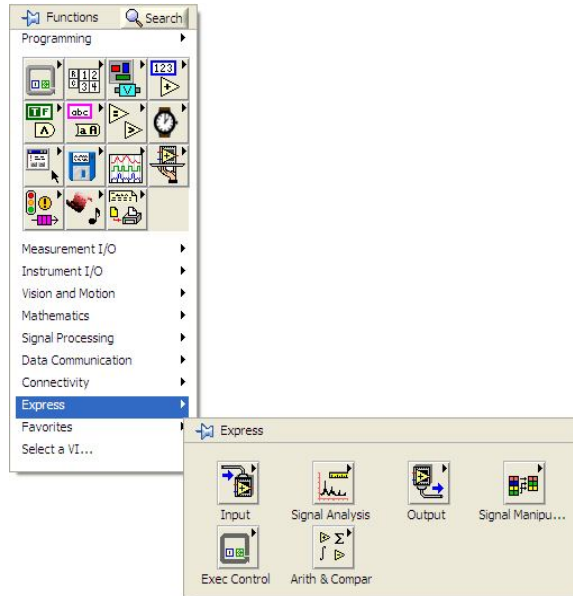 Functions Search
Programming
Measurement I/O
Instrument I/O
Vision and Motion
Mathematics
Signal Processing
Data Communication
Connectivity
Express
Favorites
Select a VI...
Express
Input Signal Analysis Output Signal Manipu...
Exec Control Arith & Compar